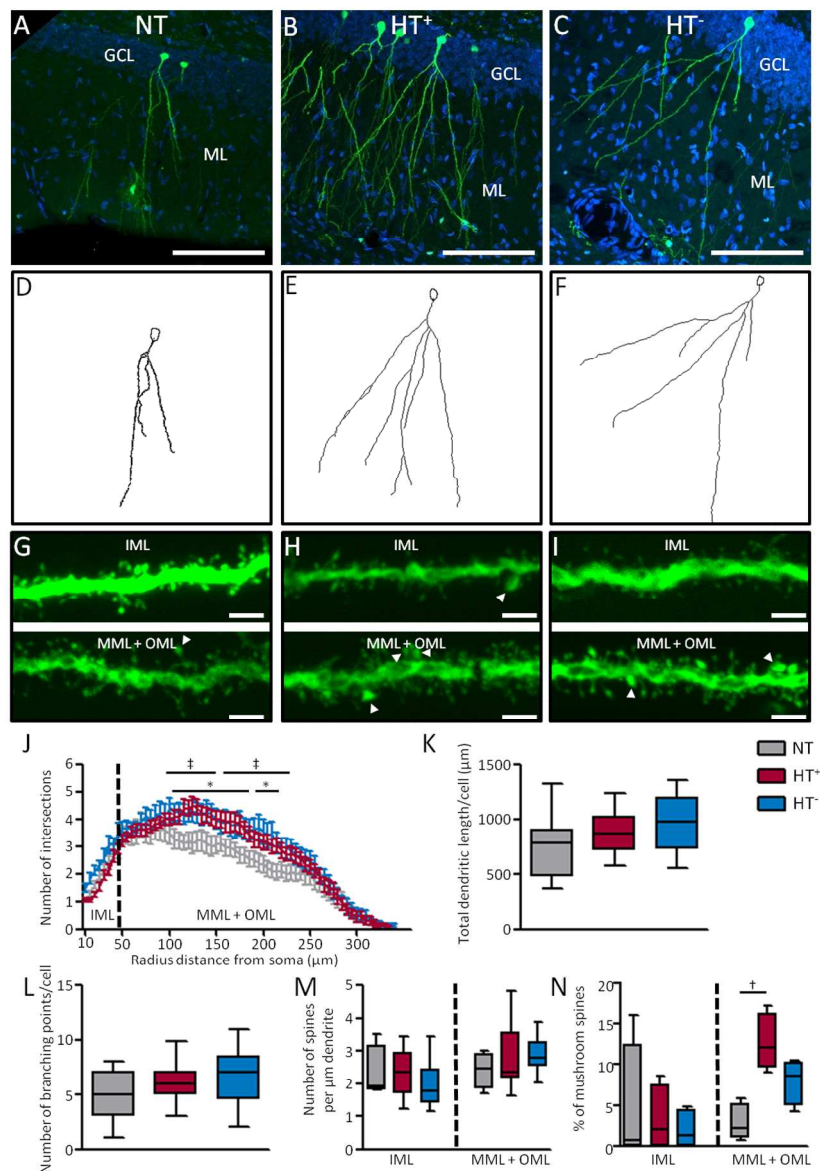 A NT
GCL
ML
B HT⁺
GCL
ML
C HT⁻
GCL
ML
D
E
F
G IML
MML + OML
H IML
MML + OML
I IML
MML + OML
J
Number of intersections
6
5
4
3
2
1
0
‡ ‡
* *
IML MML + OML
10 50 100 150 200 250 300
Radius distance from soma (µm)
K
Total dendritic length/cell (µm)
1500
1000
500
0
NT
HT⁺
HT⁻
L
Number of branching points/cell
15
10
5
0
M
Number of spines
per µm dendrite
5
4
3
2
1
0
IML MML + OML
N
% of mushroom spines
20
15
10
5
0
†
IML MML + OML